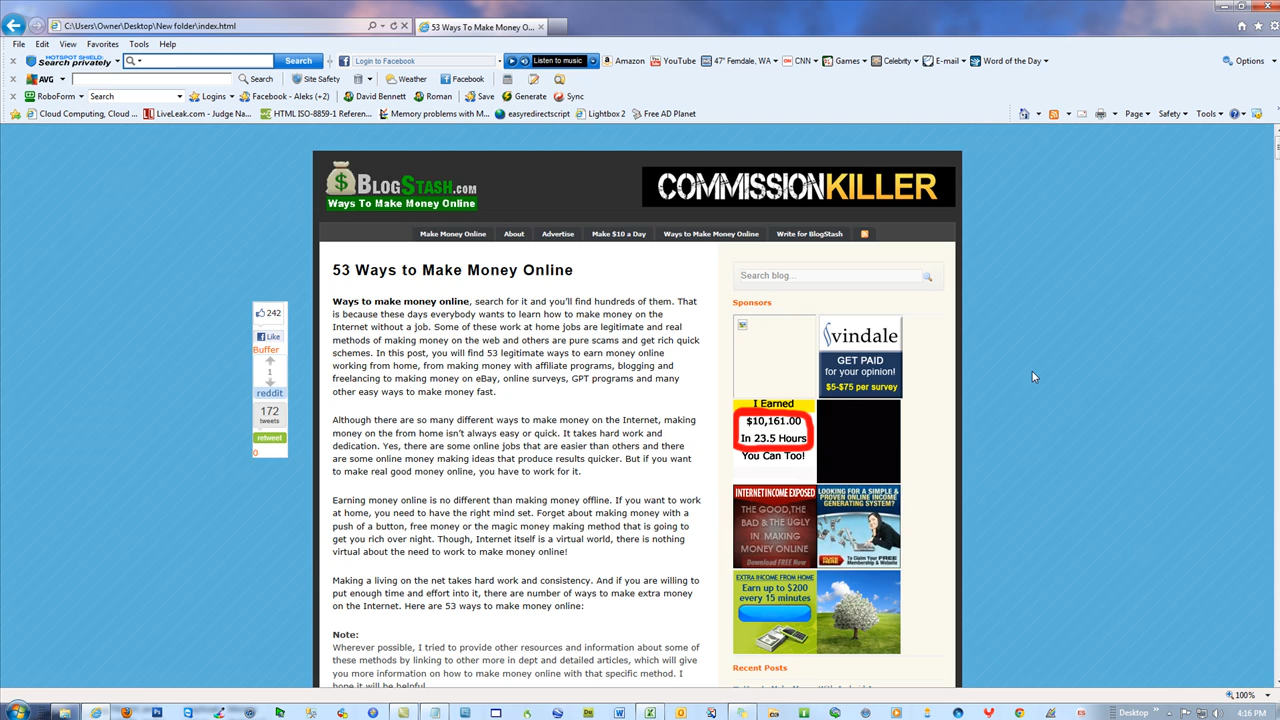 C:\Users\Owner\Desktop\New folder\index.html
53 Ways To Make Money O...
File Edit View Favorites Tools Help
HOTSPOT SHIELD:
Search privately
Search
Login to Facebook
Listen to music
Amazon
YouTube
47° Ferndale, WA
CNN
Games
Celebrity
E-mail
Word of the Day
Options
AVG
Search
Site Safety
Weather
Facebook
RoboForm
Search
Logins
Facebook - Aleks (+2)
David Bennett
Roman
Save
Generate
Sync
Cloud Computing, Cloud ...
LiveLeak.com - Judge Na...
HTML ISO-8859-1 Referen...
Memory problems with M...
easyredirectscript
Lightbox 2
Free AD Planet
Page
Safety
Tools
BLOGSTASH.COM
Ways To Make Money Online
COMMISSIONKILLER
Make Money Online
About
Advertise
Make $10 a Day
Ways to Make Money Online
Write for BlogStash
53 Ways to Make Money Online
Ways to make money online, search for it and you'll find hundreds of them. That
is because these days everybody wants to learn how to make money on the
Internet without a job. Some of these work at home jobs are legitimate and real
methods of making money on the web and others are pure scams and get rich quick
schemes. In this post, you will find 53 legitimate ways to earn money online
working from home, from making money with affiliate programs, blogging and
freelancing to making money on eBay, online surveys, GPT programs and many
other easy ways to make money fast.
Although there are so many different ways to make money on the Internet, making
money on the from home isn't always easy or quick. It takes hard work and
dedication. Yes, there are some online jobs that are easier than others and there
are some online money making ideas that produce results quicker. But if you want
to make real good money online, you have to work for it.
Earning money online is no different than making money offline. If you want to work
at home, you need to have the right mind set. Forget about making money with a
push of a button, free money or the magic money making method that is going to
get you rich over night. Though, Internet itself is a virtual world, there is nothing
virtual about the need to work to make money online!
Making a living on the net takes hard work and consistency. And if you are willing to
put enough time and effort into it, there are number of ways to make extra money
on the Internet. Here are 53 ways to make money online:
Note:
Wherever possible, I tried to provide other resources and information about some of
these methods by linking to other more in dept and detailed articles, which will give
you more information on how to make money online with that specific method. I
hope it will be helpful.
242
Like
Buffer
1
reddit
172
tweets
retweet
0
Search blog...
Sponsors
vindale
GET PAID
for your opinion!
$5-$75 per survey
I Earned
$10,161.00
In 23.5 Hours
You Can Too!
INTERNET INCOME EXPOSED
THE GOOD,THE
BAD & THE UGLY
IN MAKING
MONEY ONLINE
Download FREE Now
LOOKING FOR A SIMPLE &
PROVEN ONLINE INCOME
GENERATING SYSTEM?
CLICK HERE
To Claim Your FREE
Membership & Website
EXTRA INCOME FROM HOME
Earn up to $200
every 15 minutes
Recent Posts
100%
Desktop
4:16 PM